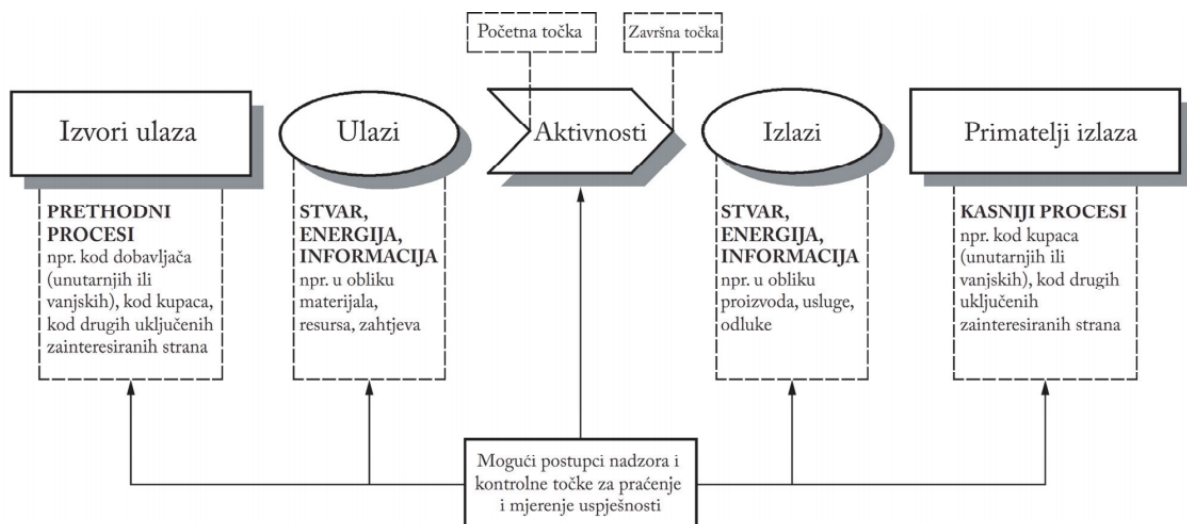 Početna točka
Završna točka
Izvori ulaza
Ulazi
Aktivnosti
Izlazi
Primatelji izlaza
PRETHODNI
PROCESI
npr. kod dobavljača
(unutarnjih ili
vanjskih), kod kupaca,
kod drugih uključenih
zainteresiranih strana
STVAR,
ENERGIJA,
INFORMACIJA
npr. u obliku
materijala,
resursa, zahtjeva
STVAR,
ENERGIJA,
INFORMACIJA
npr. u obliku
proizvoda, usluge,
odluke
KASNIJI PROCESI
npr. kod kupaca
(unutarnjih ili
vanjskih), kod drugih
uključenih
zainteresiranih strana
Mogući postupci nadzora i
kontrolne točke za praćenje
i mjerenje uspješnosti